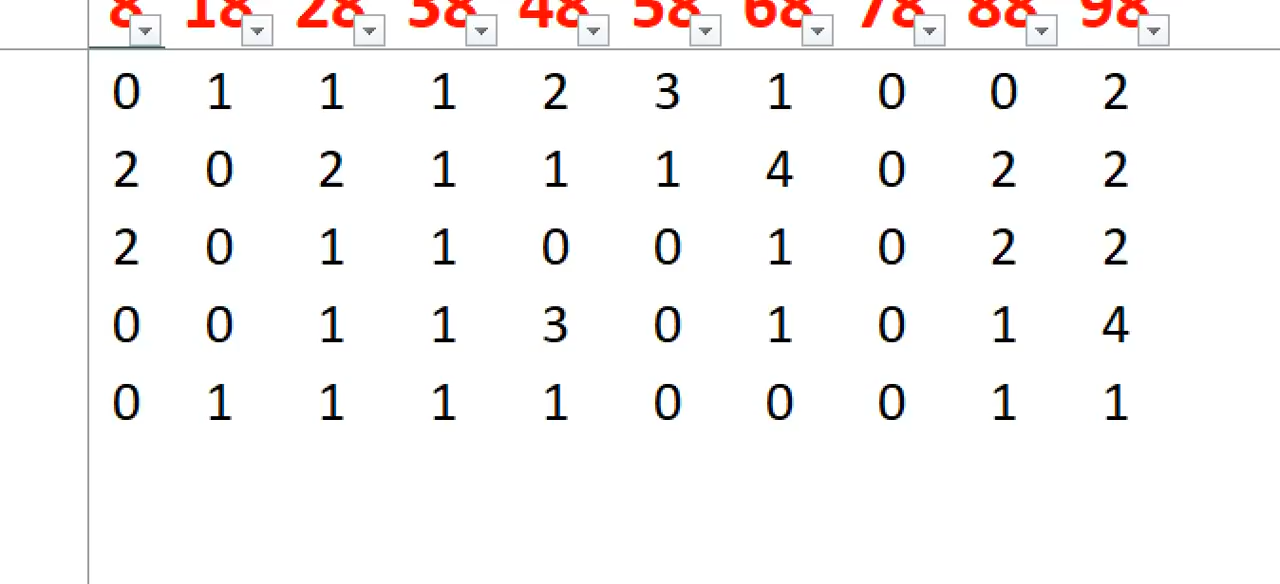 8 18 28 38 48 58 68 78 88 98
0 1 1 1 2 3 1 0 0 2
2 0 2 1 1 1 4 0 2 2
2 0 1 1 0 0 1 0 2 2
0 0 1 1 3 0 1 0 1 4
0 1 1 1 1 0 0 0 1 1